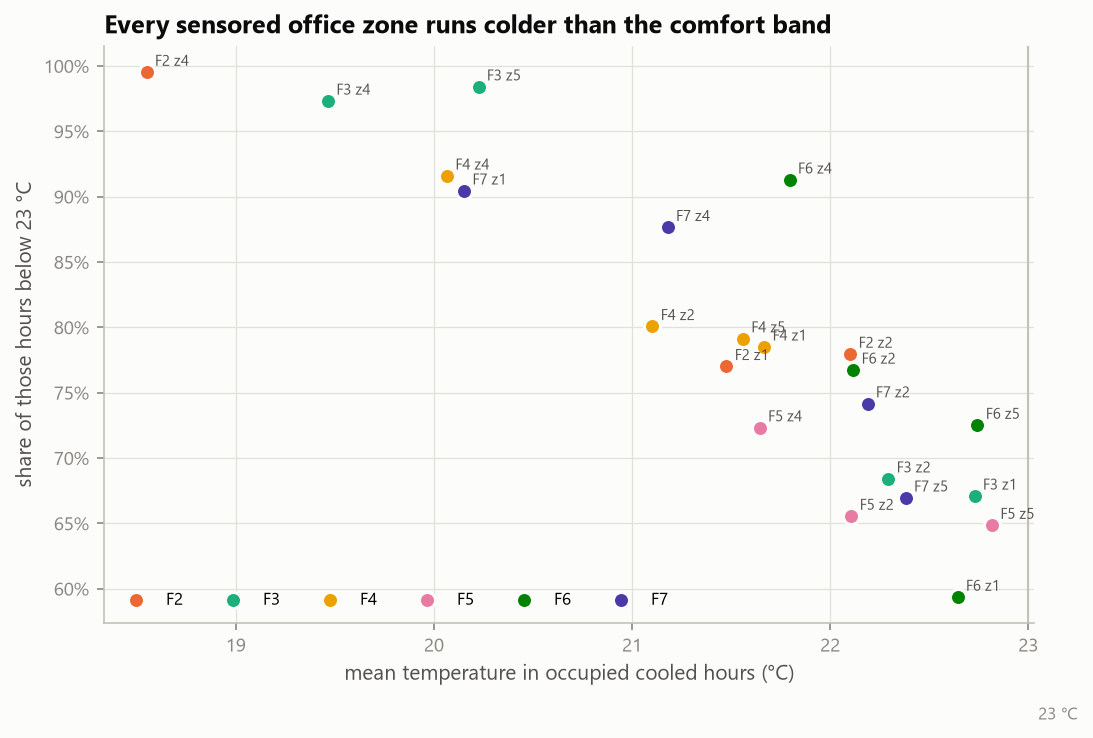 Every sensored office zone runs colder than the comfort band
share of those hours below 23 °C
100%
95%
90%
85%
80%
75%
70%
65%
60%
F2 z4
F3 z5
F3 z4
F4 z4
F7 z1
F6 z4
F7 z4
F4 z2
F4 z5
F4 z1
F2 z1
F2 z2
F6 z2
F7 z2
F5 z4
F6 z5
F3 z2
F7 z5
F3 z1
F5 z2
F5 z5
F6 z1
F2 F3 F4 F5 F6 F7
19 20 21 22 23
mean temperature in occupied cooled hours (°C)
23 °C